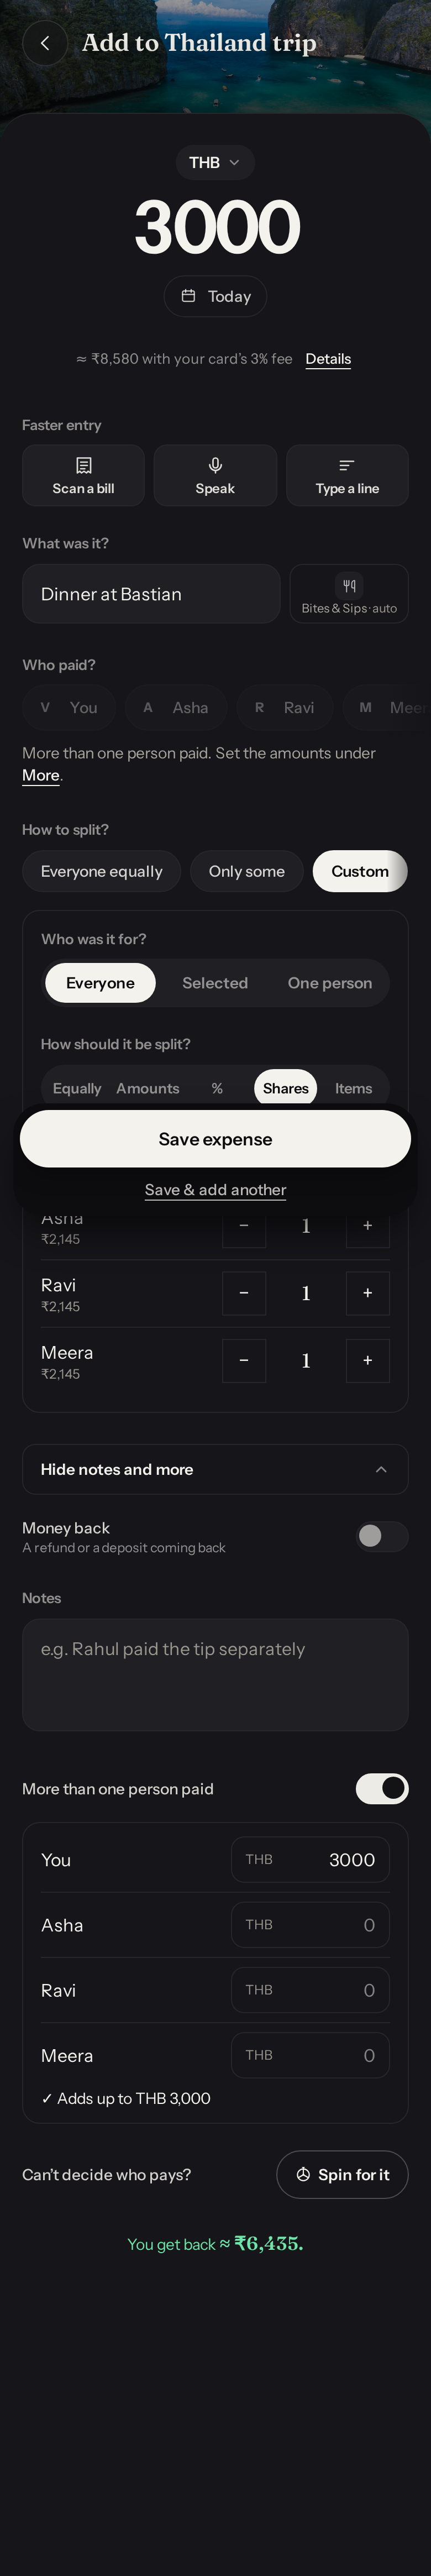 Add to Thailand trip
THB
3000
Today
≈ ₹8,580 with your card's 3% fee Details
Faster entry
Scan a bill Speak Type a line
What was it?
Dinner at Bastian
Bites & Sips · auto
Who paid?
V You A Asha R Ravi M Meer
More than one person paid. Set the amounts under
More.
How to split?
Everyone equally Only some Custom
Who was it for?
Everyone Selected One person
How should it be split?
Equally Amounts % Shares Items
Save expense
Save & add another
Asha
₹2,145
− 1 +
Ravi
₹2,145
− 1 +
Meera
₹2,145
− 1 +
Hide notes and more
Money back
A refund or a deposit coming back
Notes
e.g. Rahul paid the tip separately
More than one person paid
You THB 3000
Asha THB 0
Ravi THB 0
Meera THB 0
✓ Adds up to THB 3,000
Can't decide who pays? Spin for it
You get back ≈ ₹6,435.